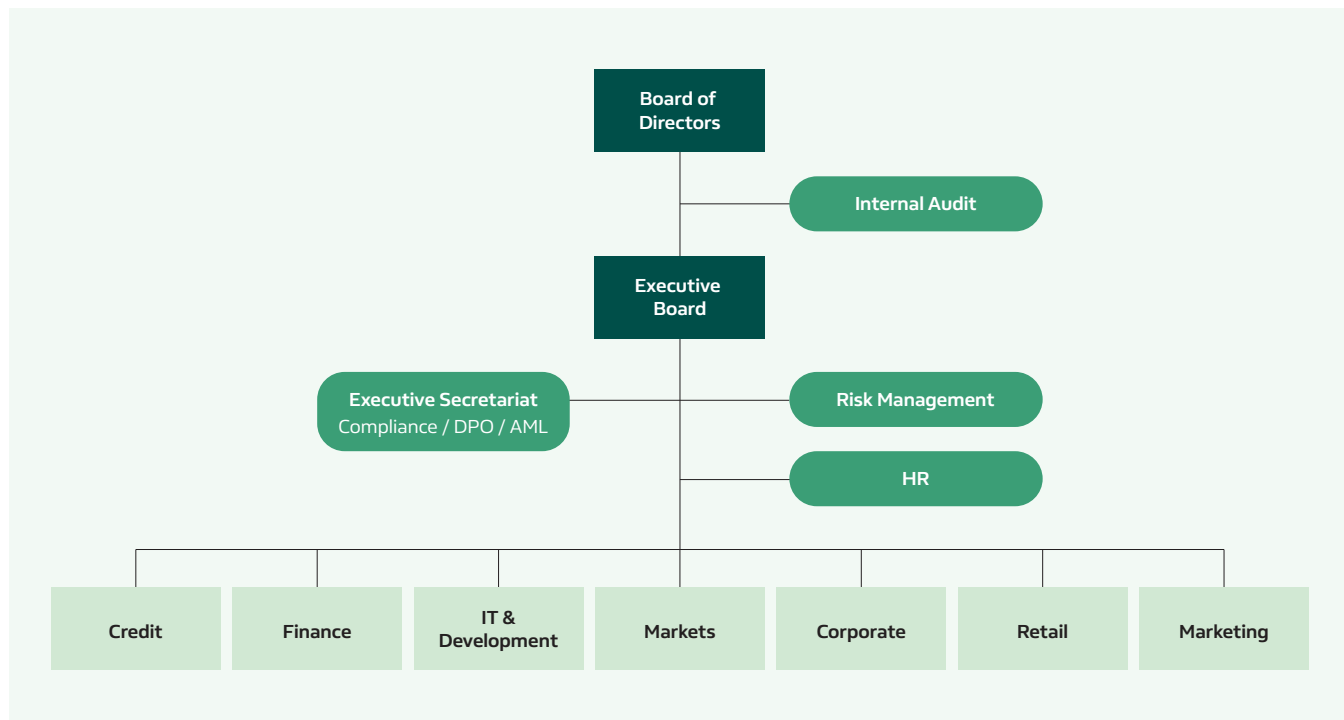 Board of
Directors
Internal Audit
Executive
Board
Executive Secretariat
Compliance / DPO / AML
Risk Management
HR
Credit
Finance
IT &
Development
Markets
Corporate
Retail
Marketing